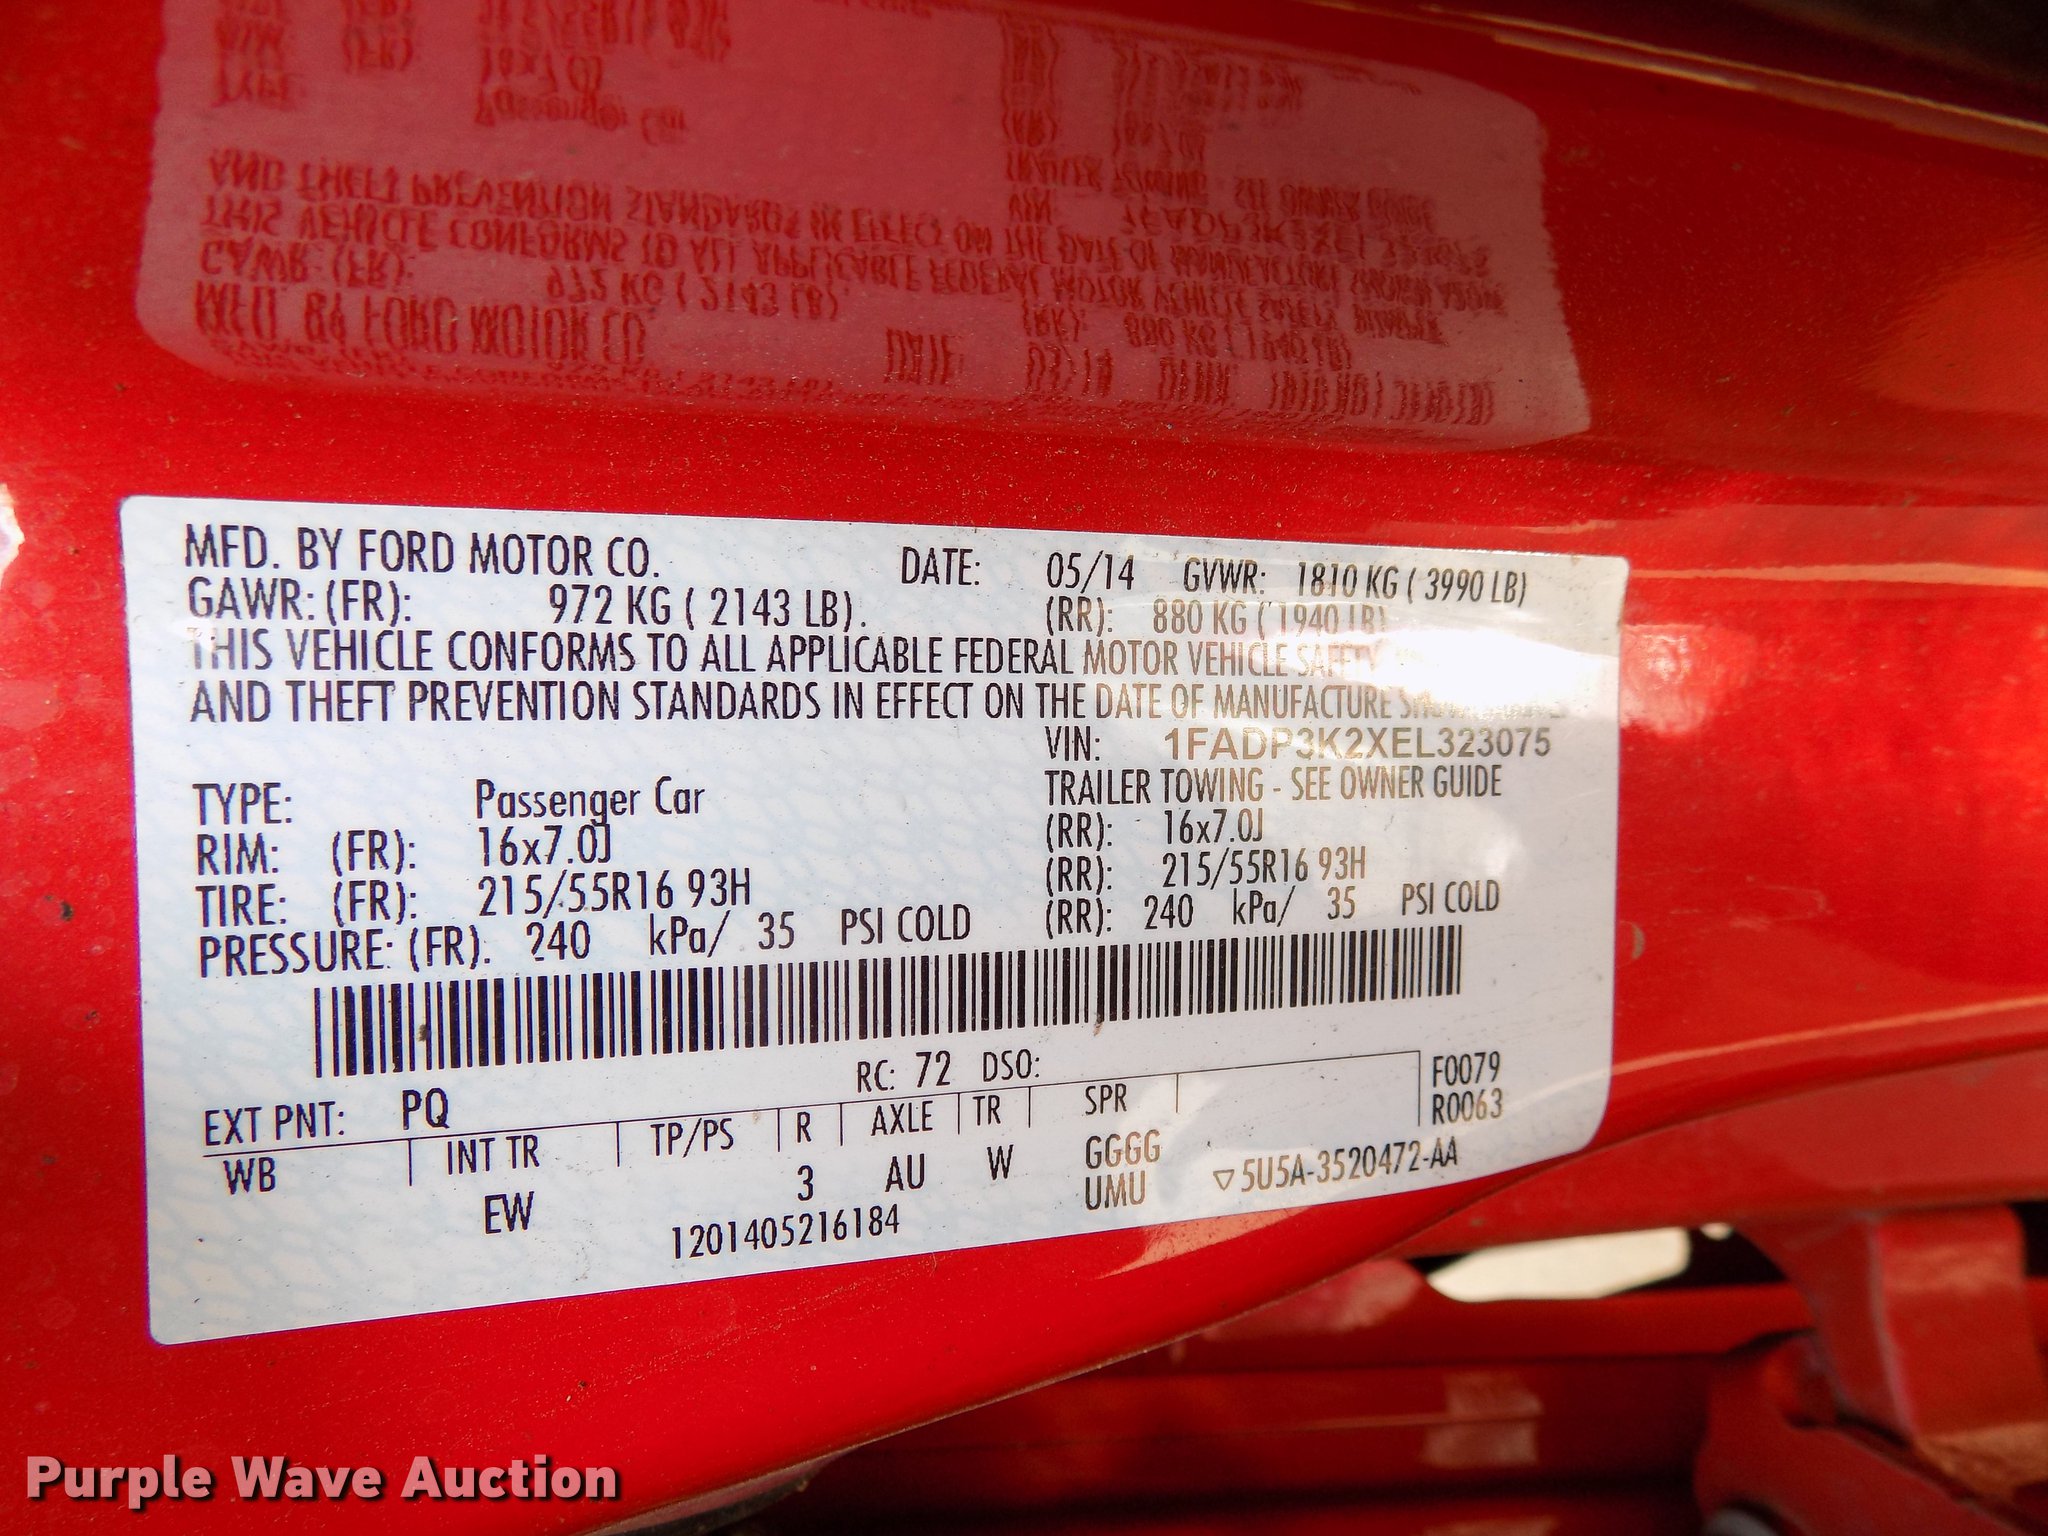 MFD. BY FORD MOTOR CO. DATE: 05/14 GVWR: 1810 KG ( 3990 LB)
GAWR: (FR): 972 KG ( 2143 LB). (RR): 880 KG ( 1940 LB)
THIS VEHICLE CONFORMS TO ALL APPLICABLE FEDERAL MOTOR VEHICLE SAFETY
AND THEFT PREVENTION STANDARDS IN EFFECT ON THE DATE OF MANUFACTURE SHOWN ABOVE.
VIN: 1FADP3K2XEL323075
TYPE: Passenger Car TRAILER TOWING - SEE OWNER GUIDE
RIM: (FR): 16x7.0J (RR): 16x7.0J
TIRE: (FR): 215/55R16 93H (RR): 215/55R16 93H
PRESSURE: (FR). 240 kPa/ 35 PSI COLD (RR): 240 kPa/ 35 PSI COLD
RC: 72 DSO: F0079
EXT PNT: PQ R0063
WB INT TR TP/PS R AXLE TR SPR
EW 3 AU W GGGG
UMU ▽5U5A-3520472-AA
1201405216184
Purple Wave Auction